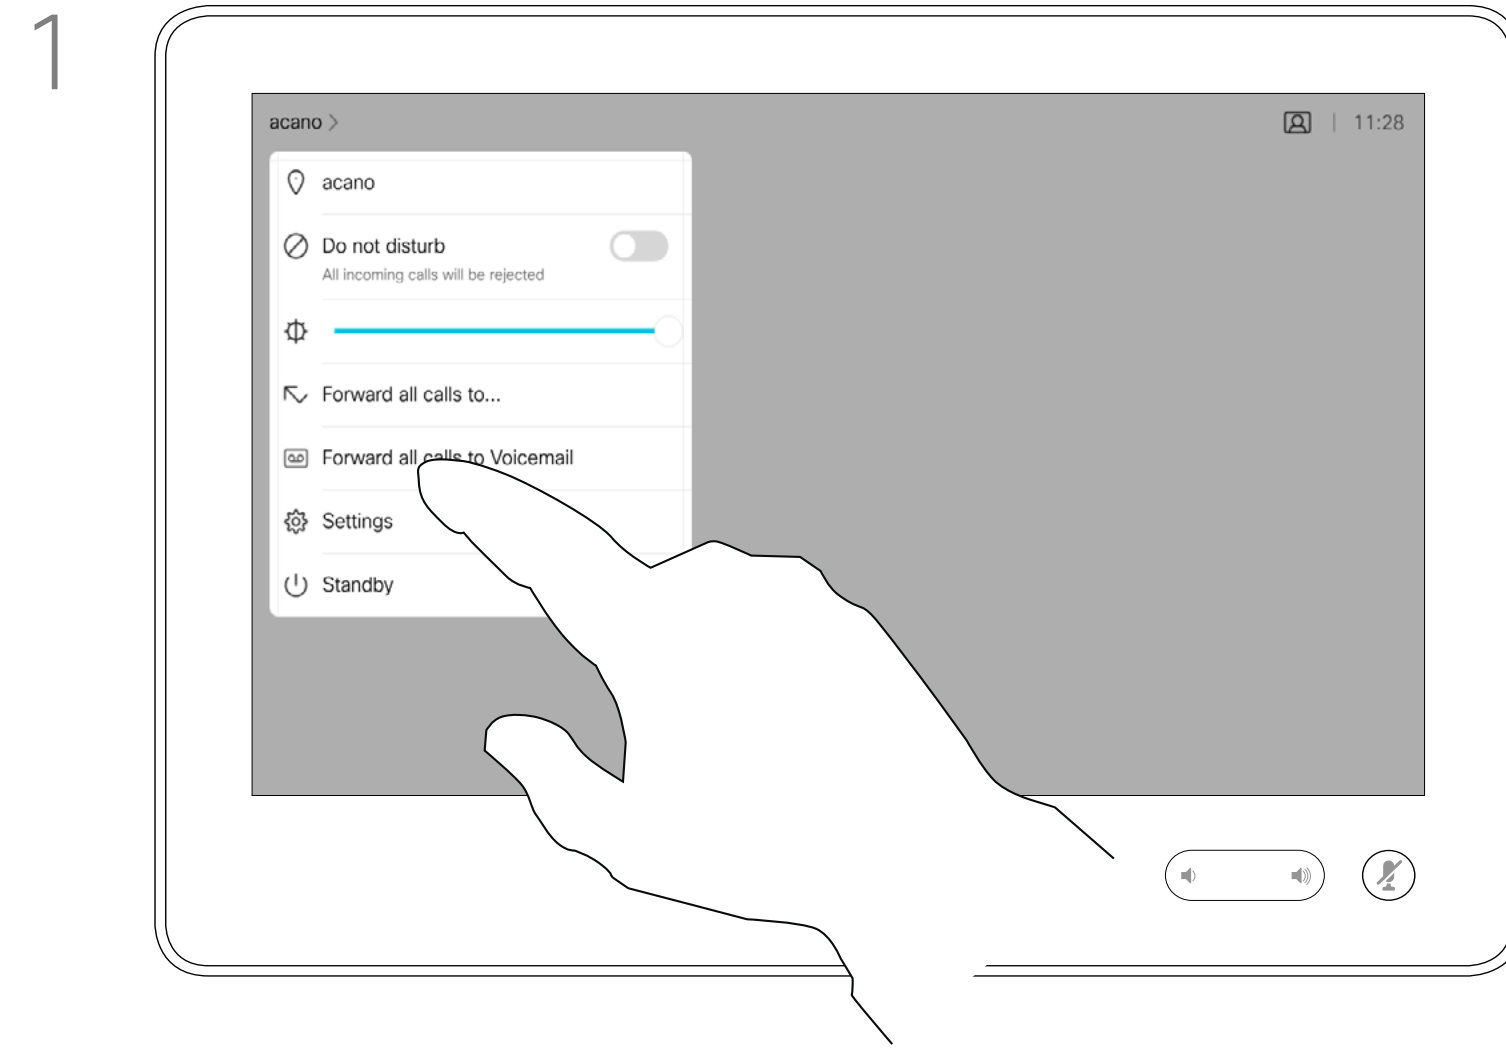 1
acano
11:28
acano
Do not disturb
All incoming calls will be rejected
Forward all calls to...
Forward all calls to Voicemail
Settings
Standby